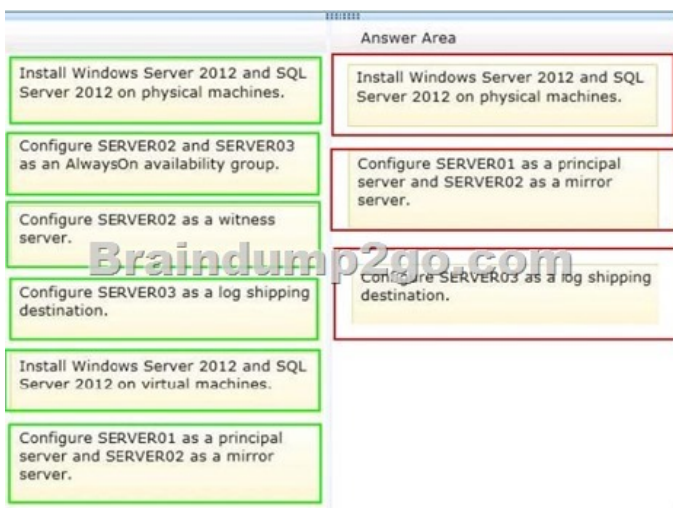 Answer Area
Install Windows Server 2012 and SQL
Server 2012 on physical machines.
Configure SERVER02 and SERVER03
as an AlwaysOn availability group.
Configure SERVER02 as a witness
server.
Configure SERVER03 as a log shipping
destination.
Install Windows Server 2012 and SQL
Server 2012 on virtual machines.
Configure SERVER01 as a principal
server and SERVER02 as a mirror
server.
Install Windows Server 2012 and SQL
Server 2012 on physical machines.
Configure SERVER01 as a principal
server and SERVER02 as a mirror
server.
Configure SERVER03 as a log shipping
destination.
Braindump2go.com